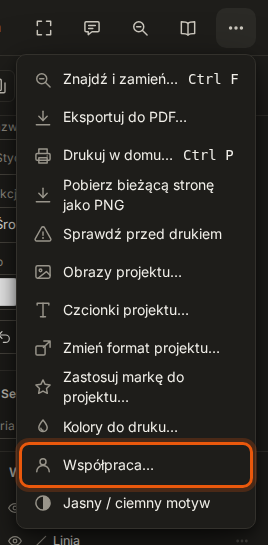 Znajdź i zamień... Ctrl F
Eksportuj do PDF...
Drukuj w domu... Ctrl P
Pobierz bieżącą stronę
jako PNG
Sprawdź przed drukiem
Obrazy projektu...
Czcionki projektu...
Zmień format projektu...
Zastosuj markę do
projektu...
Kolory do druku...
Współpraca...
Jasny / ciemny motyw
Linia